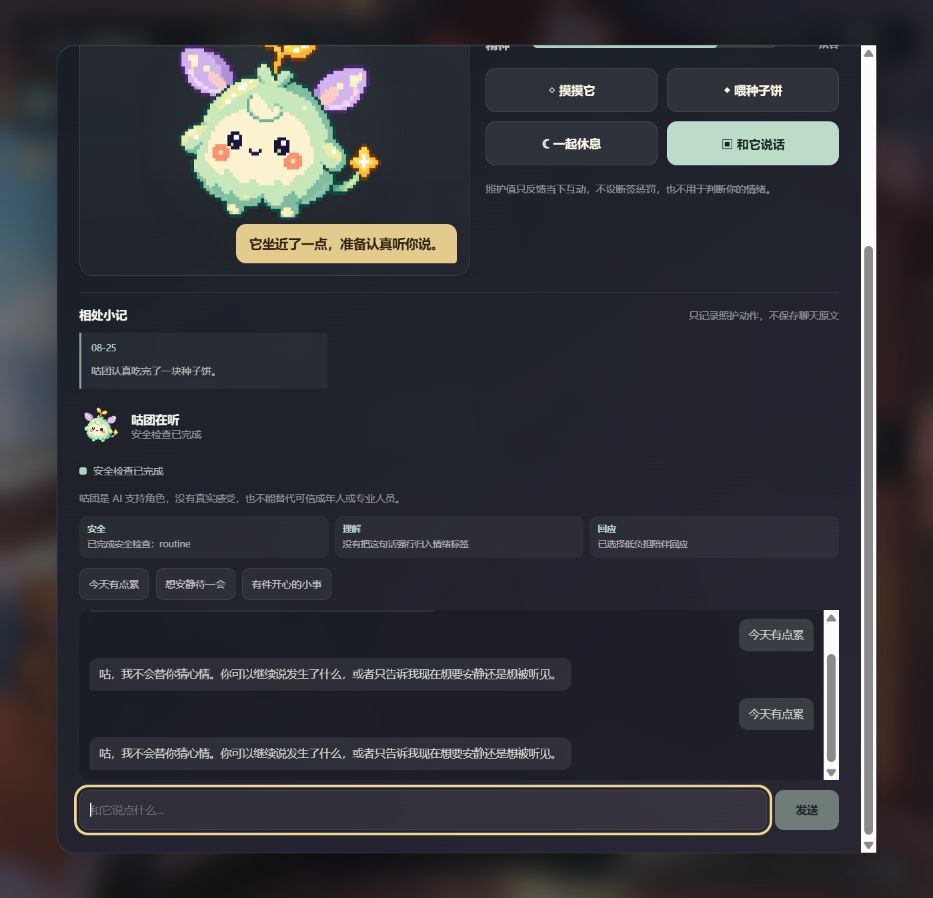 精神
从容
◇ 摸摸它
◆ 喂种子饼
☾ 一起休息
▣ 和它说话
照护值只反馈当下互动，不设断签惩罚，也不用于判断你的情绪。
它坐近了一点，准备认真听你说。
相处小记
只记录照护动作，不保存聊天原文
08-25
咕团认真吃完了一块种子饼。
咕团在听
安全检查已完成
安全检查已完成
咕团是 AI 支持角色，没有真实感受，也不能替代可信成年人或专业人员。
安全
已完成安全检查：routine
理解
没有把这句话强行归入情绪标签
回应
已选择低负担陪伴回应
今天有点累
想安静待一会
有件开心的小事
今天有点累
咕，我不会替你猜心情。你可以继续说发生了什么，或者只告诉我现在想要安静还是想被听见。
今天有点累
咕，我不会替你猜心情。你可以继续说发生了什么，或者只告诉我现在想要安静还是想被听见。
和它说点什么...
发送